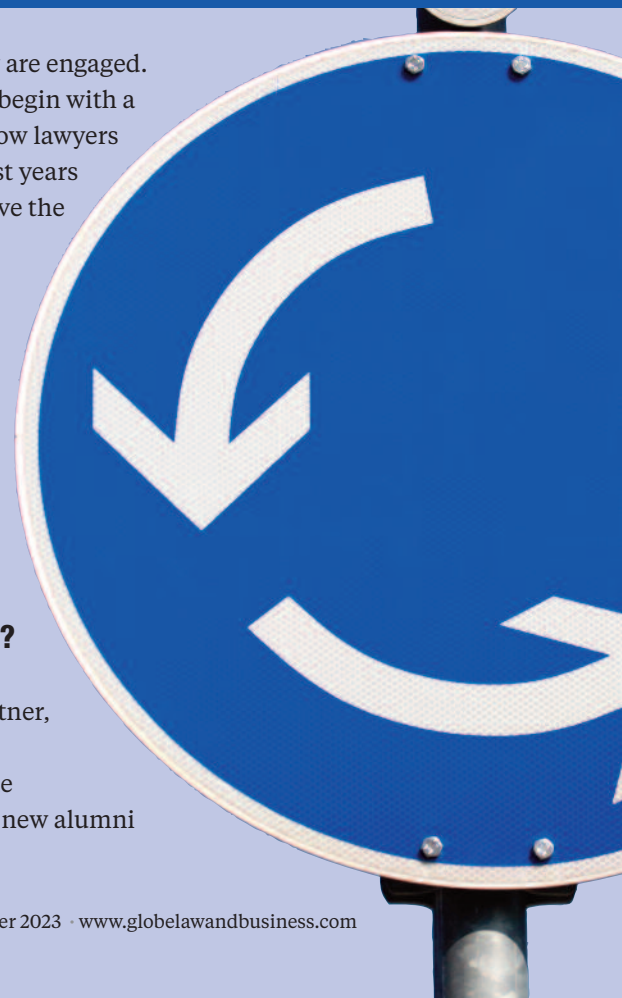 are engaged.
begin with a
ow lawyers
st years
ve the
?
tner,
e
new alumni
er 2023 • www.globelawandbusiness.com